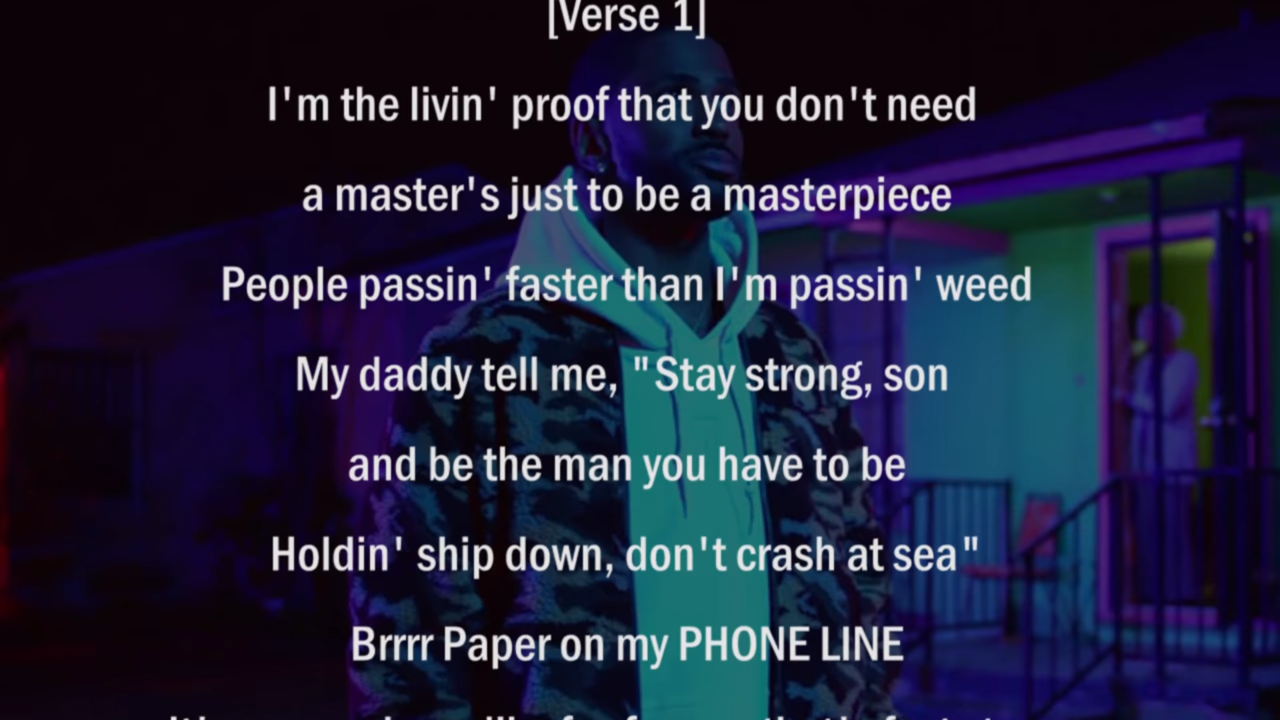 [Verse 1]
I'm the livin' proof that you don't need
a master's just to be a masterpiece
People passin' faster than I'm passin' weed
My daddy tell me, "Stay strong, son
and be the man you have to be
Holdin' ship down, don't crash at sea"
Brrrr Paper on my PHONE LINE